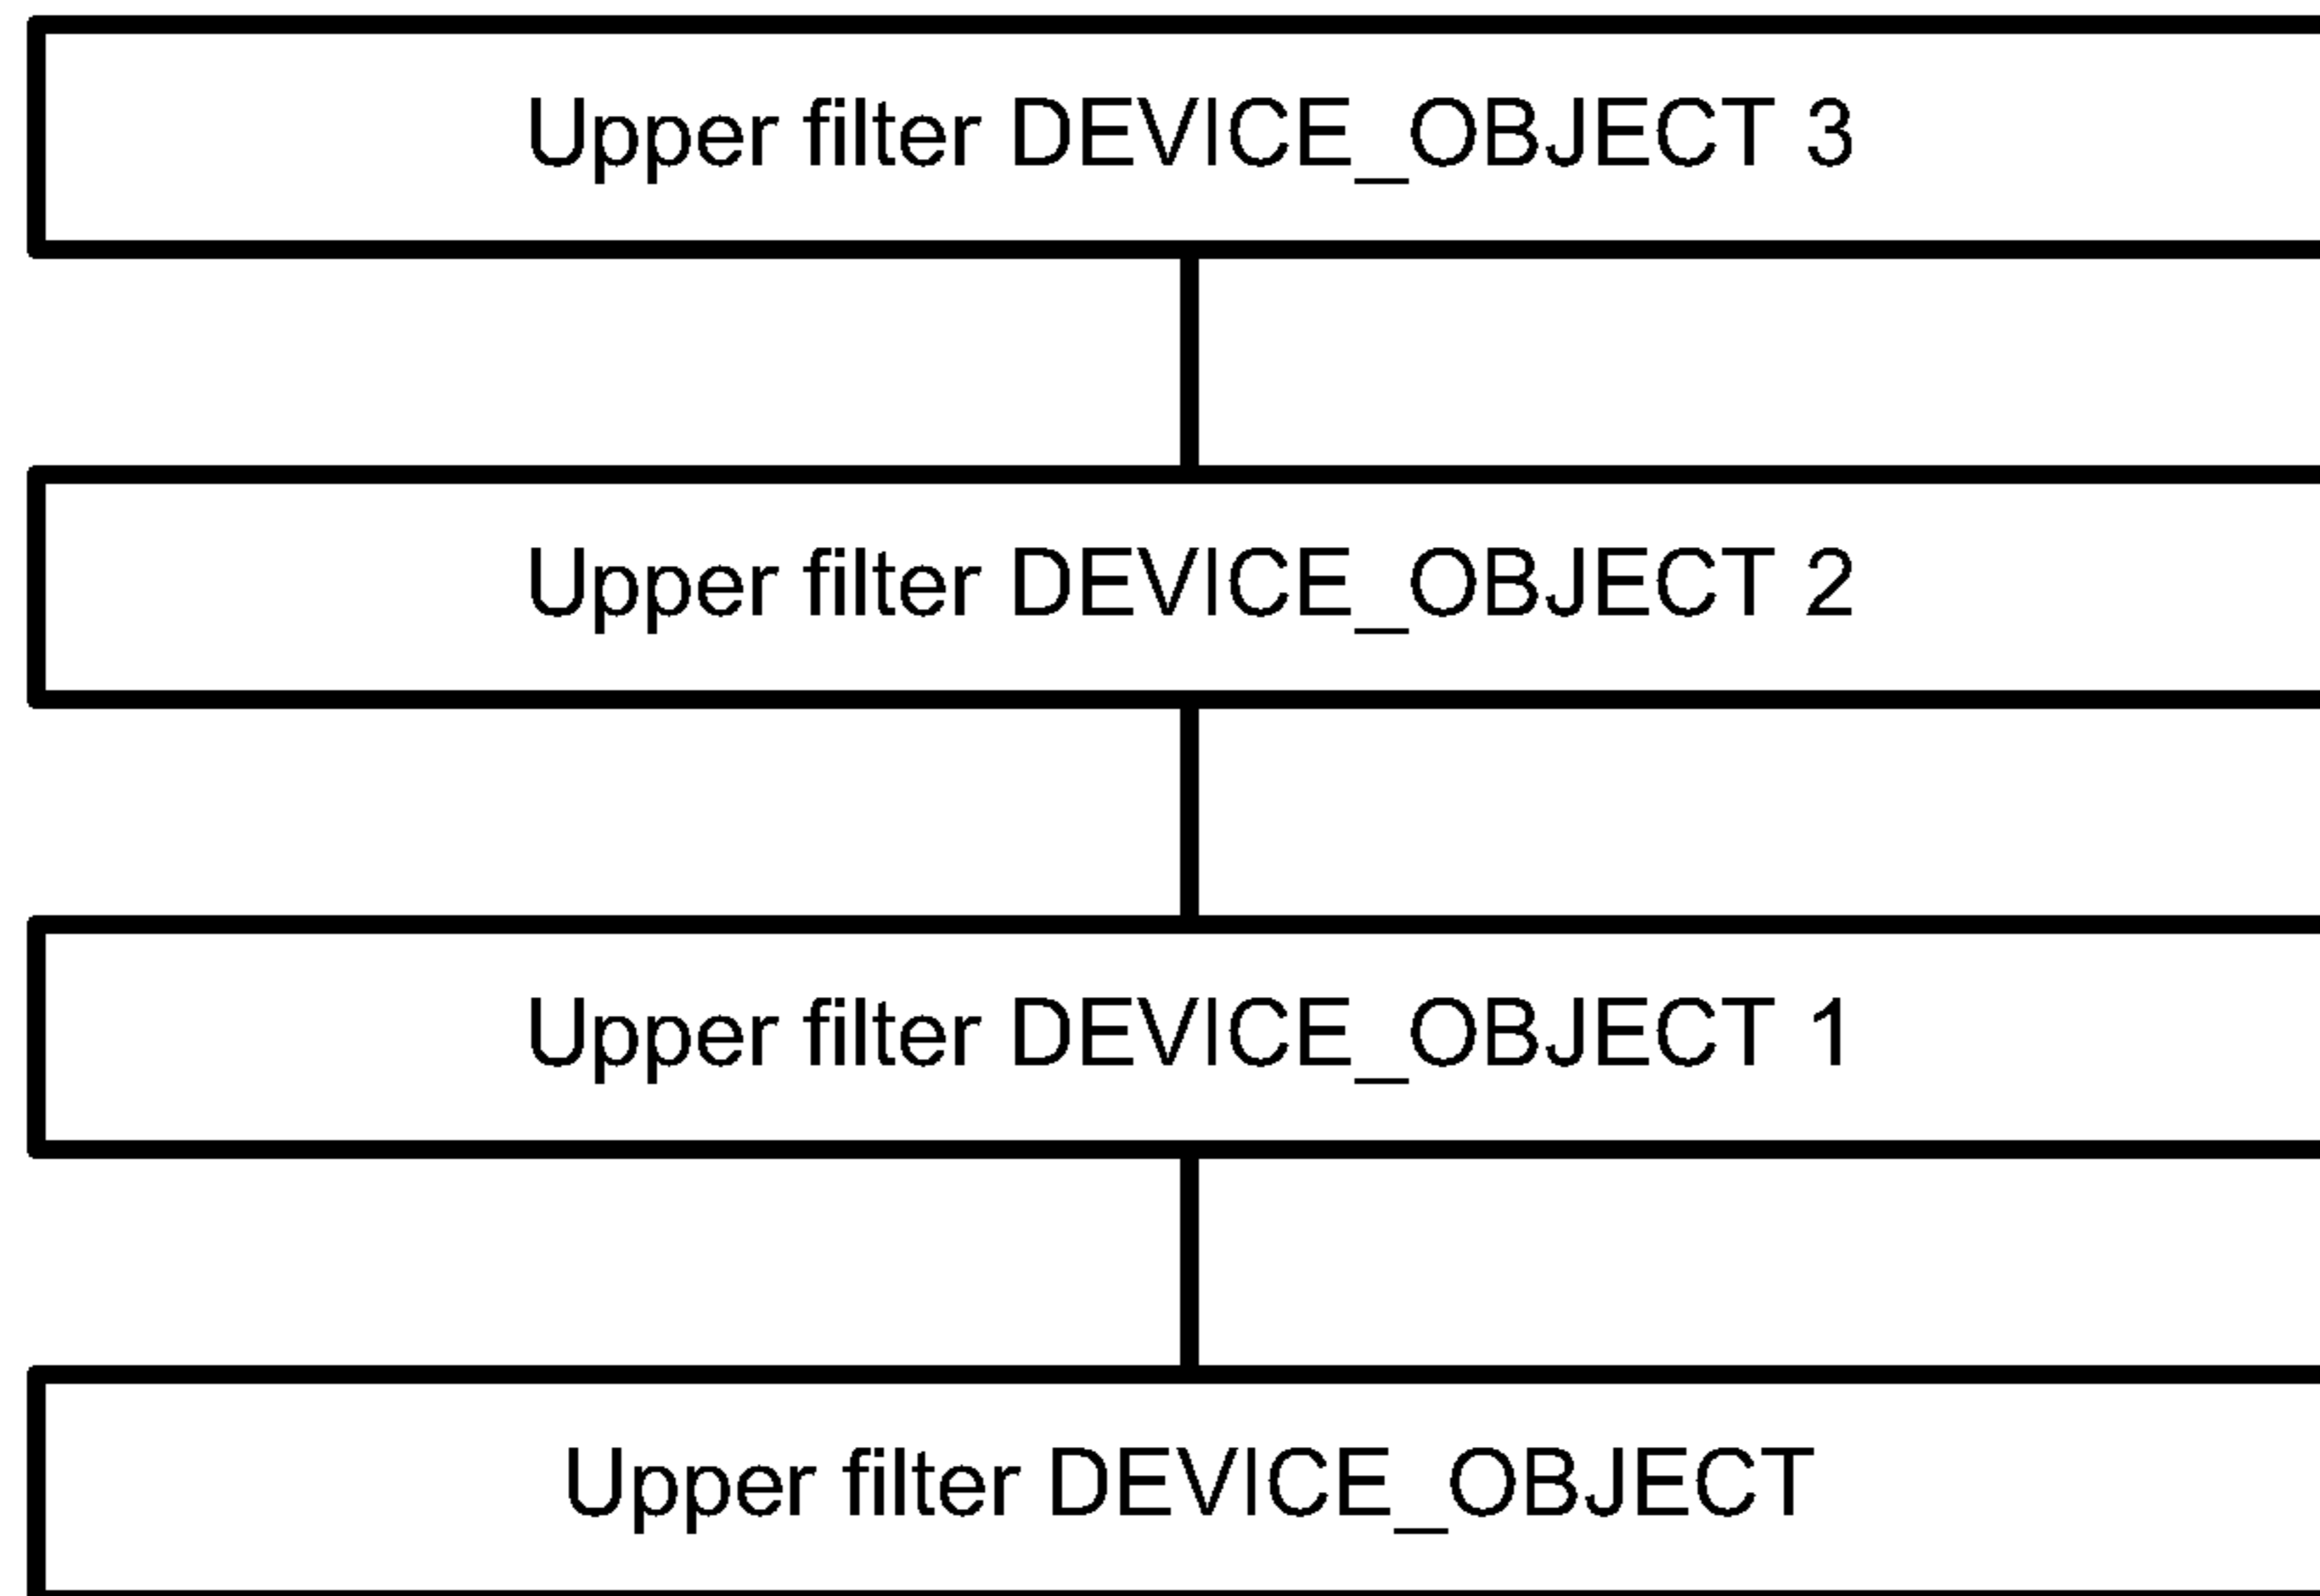 Upper filter DEVICE_OBJECT 3
Upper filter DEVICE_OBJECT 2
Upper filter DEVICE_OBJECT 1
Upper filter DEVICE_OBJECT